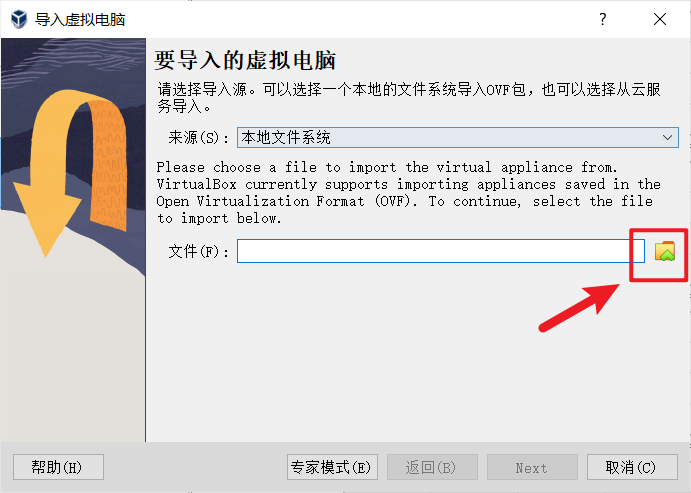 导入虚拟电脑
?
要导入的虚拟电脑
请选择导入源。可以选择一个本地的文件系统导入OVF包，也可以选择从云服
务导入。
来源(S)：本地文件系统
Please choose a file to import the virtual appliance from.
VirtualBox currently supports importing appliances saved in the
Open Virtualization Format (OVF). To continue, select the file
to import below.
文件(F)：
帮助(H) 专家模式(E) 返回(B) Next 取消(C)